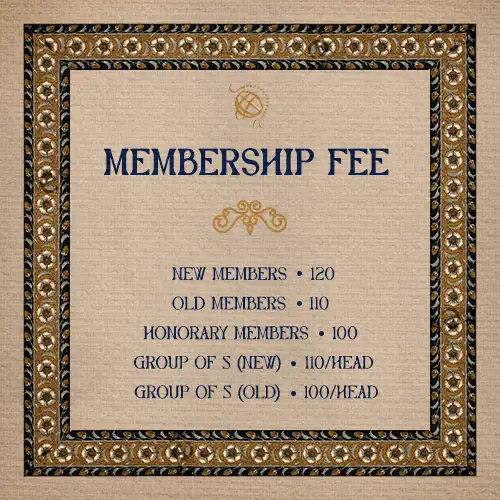 MEMBERSHIP FEE
NEW MEMBERS • 120
OLD MEMBERS • 110
HONORARY MEMBERS • 100
GROUP OF 5 (NEW) • 110/HEAD
GROUP OF 5 (OLD) • 100/HEAD